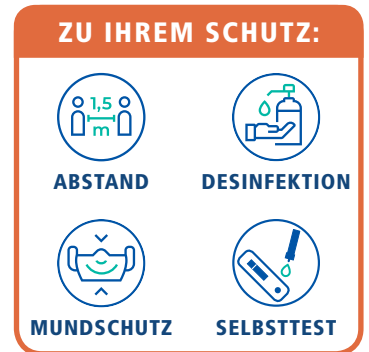 ZU IHREM SCHUTZ:
1,5
m
ABSTAND
DESINFEKTION
MUNDSCHUTZ
SELBSTTEST